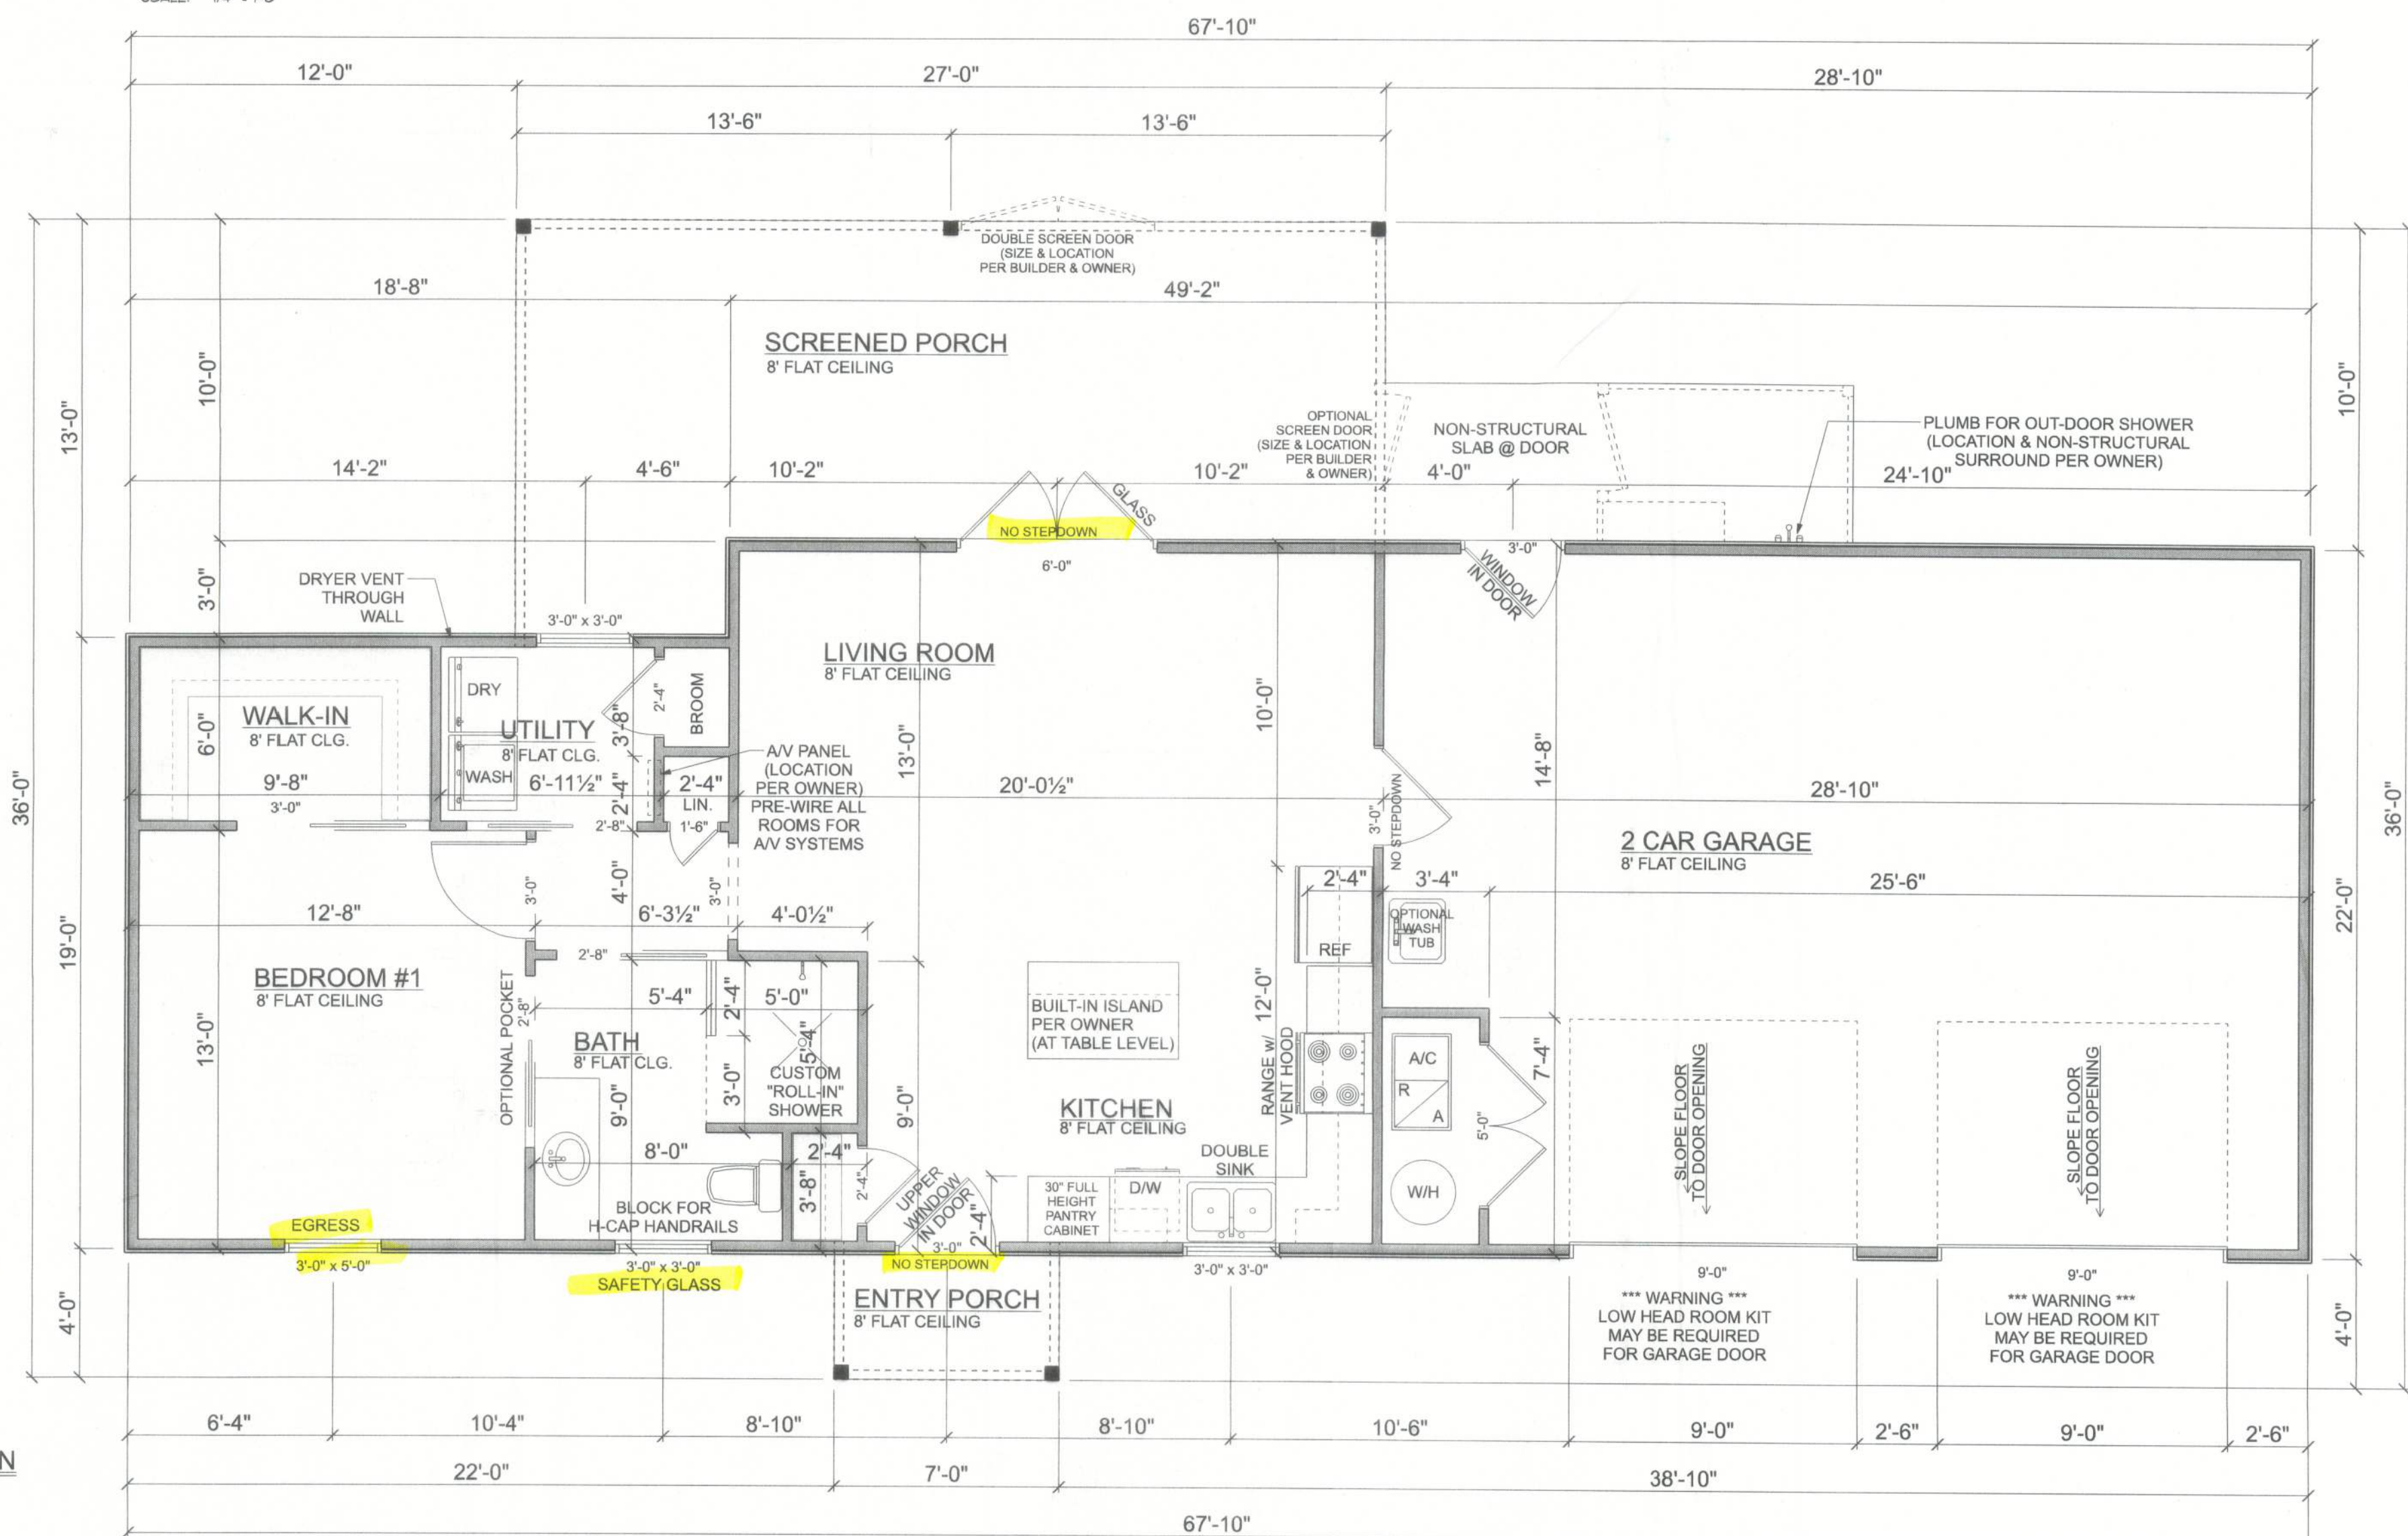 67'-10"
12'-0"
27'-0"
28'-10"
13'-6"
13'-6"
DOUBLE SCREEN DOOR
(SIZE & LOCATION
PER BUILDER & OWNER)
18'-8"
49'-2"
SCREENED PORCH
8' FLAT CEILING
10'-0"
13'-0"
10'-0"
OPTIONAL
SCREEN DOOR
(SIZE & LOCATION
PER BUILDER
& OWNER)
NON-STRUCTURAL
SLAB @ DOOR
PLUMB FOR OUT-DOOR SHOWER
(LOCATION & NON-STRUCTURAL
SURROUND PER OWNER)
14'-2"
4'-6"
10'-2"
10'-2"
4'-0"
24'-10"
GLASS
NO STEPDOWN
6'-0"
3'-0"
WINDOW
IN DOOR
3'-0"
DRYER VENT
THROUGH
WALL
3'-0" x 3'-0"
LIVING ROOM
8' FLAT CEILING
DRY
WASH
WALK-IN
8' FLAT CLG.
6'-0"
9'-8"
3'-0"
UTILITY
8' FLAT CLG.
6'-11½"
3'-8"
2'-4"
BROOM
2'-4"
2'-4"
LIN.
1'-6"
2'-8"
A/V PANEL
(LOCATION
PER OWNER)
PRE-WIRE ALL
ROOMS FOR
A/V SYSTEMS
13'-0"
20'-0½"
10'-0"
14'-8"
28'-10"
3'-0"
NO STEPDOWN
2 CAR GARAGE
8' FLAT CEILING
36'-0"
36'-0"
19'-0"
22'-0"
12'-8"
3'-0"
4'-0"
6'-3½"
3'-0"
4'-0½"
2'-4"
3'-4"
25'-6"
REF
OPTIONAL
WASH
TUB
BEDROOM #1
8' FLAT CEILING
13'-0"
OPTIONAL POCKET
2'-8"
2'-8"
5'-4"
2'-4"
5'-0"
5'-4"
BATH
8' FLAT CLG.
9'-0"
3'-0"
CUSTOM
"ROLL-IN"
SHOWER
9'-0"
BUILT-IN ISLAND
PER OWNER
(AT TABLE LEVEL)
12'-0"
RANGE w/
VENT HOOD
KITCHEN
8' FLAT CEILING
A/C
R
A
W/H
5'-0"
7'-4"
SLOPE FLOOR
TO DOOR OPENING
SLOPE FLOOR
TO DOOR OPENING
8'-0"
2'-4"
3'-8"
2'-4"
UPPER
WINDOW
IN DOOR
2'-4"
DOUBLE
SINK
30" FULL
HEIGHT
PANTRY
CABINET
D/W
BLOCK FOR
H-CAP HANDRAILS
EGRESS
3'-0" x 5'-0"
3'-0" x 3'-0"
SAFETY GLASS
3'-0"
NO STEPDOWN
3'-0" x 3'-0"
ENTRY PORCH
8' FLAT CEILING
9'-0"
*** WARNING ***
LOW HEAD ROOM KIT
MAY BE REQUIRED
FOR GARAGE DOOR
9'-0"
*** WARNING ***
LOW HEAD ROOM KIT
MAY BE REQUIRED
FOR GARAGE DOOR
4'-0"
4'-0"
6'-4"
10'-4"
8'-10"
8'-10"
10'-6"
9'-0"
2'-6"
9'-0"
2'-6"
N
22'-0"
7'-0"
38'-10"
67'-10"